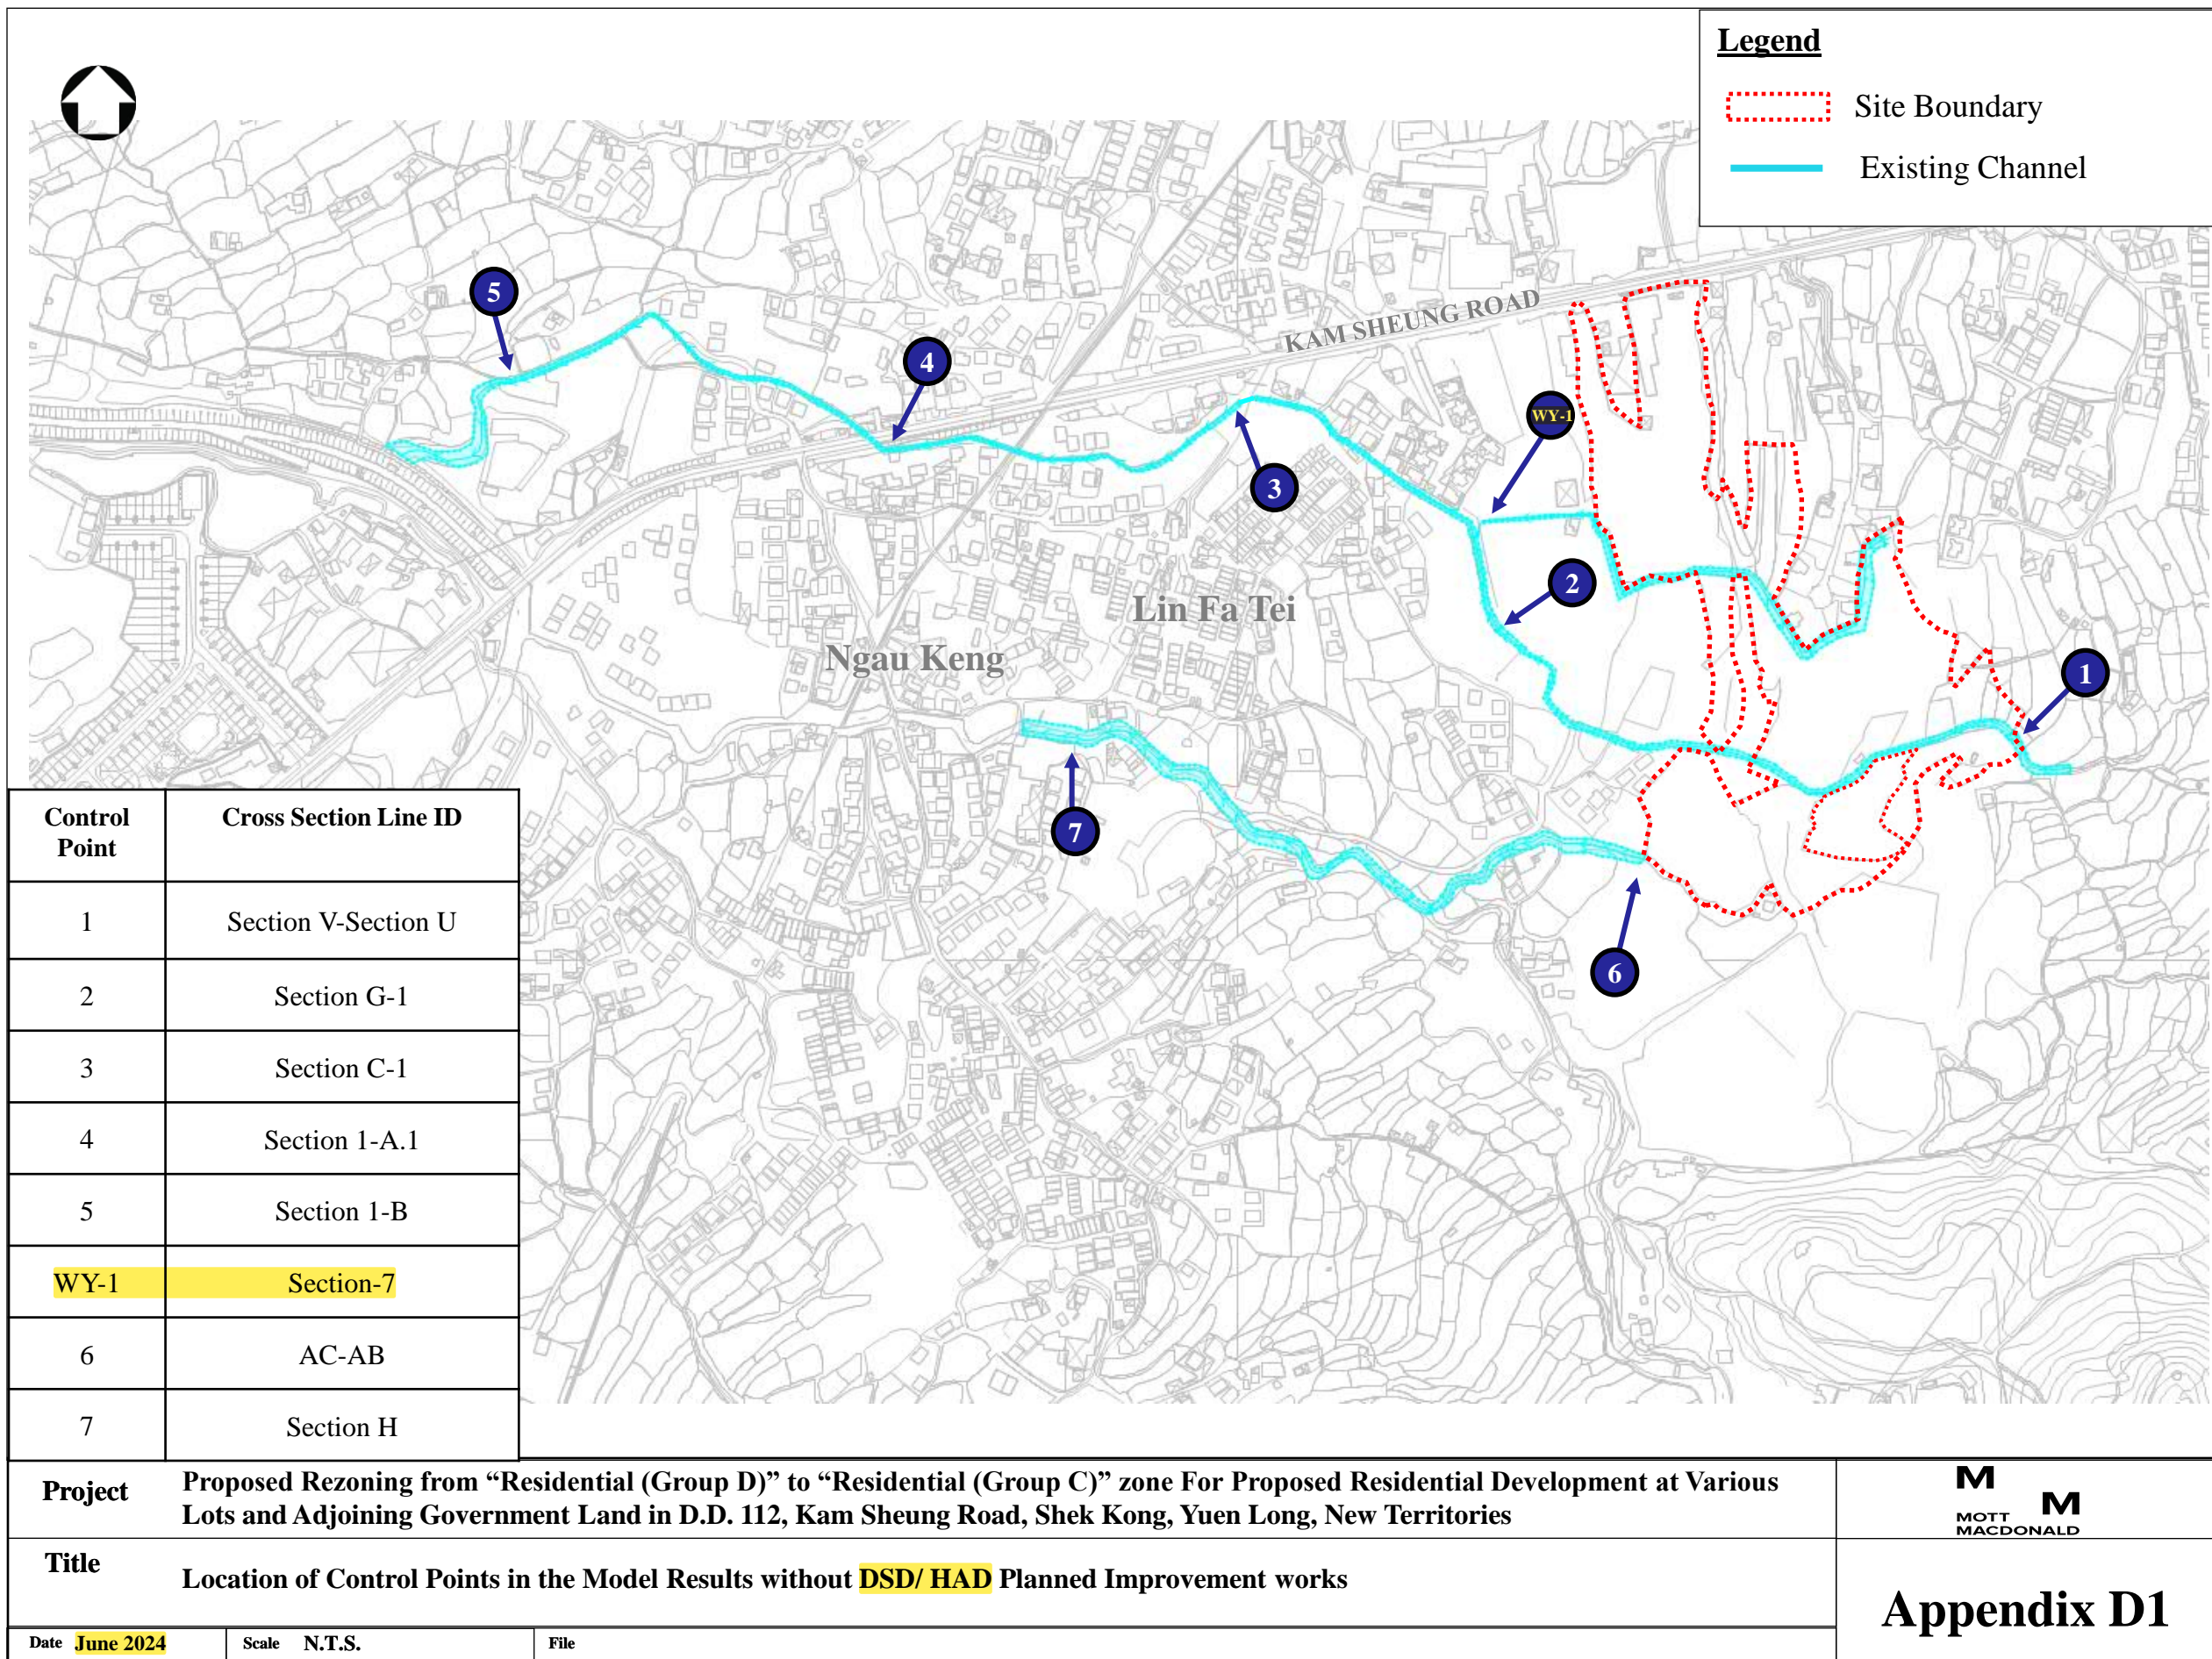 Legend
Site Boundary
Existing Channel
5
4
KAM SHEUNG ROAD
WY-1
3
2
Lin Fa Tei
Ngau Keng
1
7
6
Control Point Cross Section Line ID
1 Section V-Section U
2 Section G-1
3 Section C-1
4 Section 1-A.1
5 Section 1-B
WY-1 Section-7
6 AC-AB
7 Section H
Project Proposed Rezoning from “Residential (Group D)” to “Residential (Group C)” zone For Proposed Residential Development at Various
Lots and Adjoining Government Land in D.D. 112, Kam Sheung Road, Shek Kong, Yuen Long, New Territories
M M
MOTT
MACDONALD
Title Location of Control Points in the Model Results without DSD/ HAD Planned Improvement works
Appendix D1
Date June 2024 Scale N.T.S. File